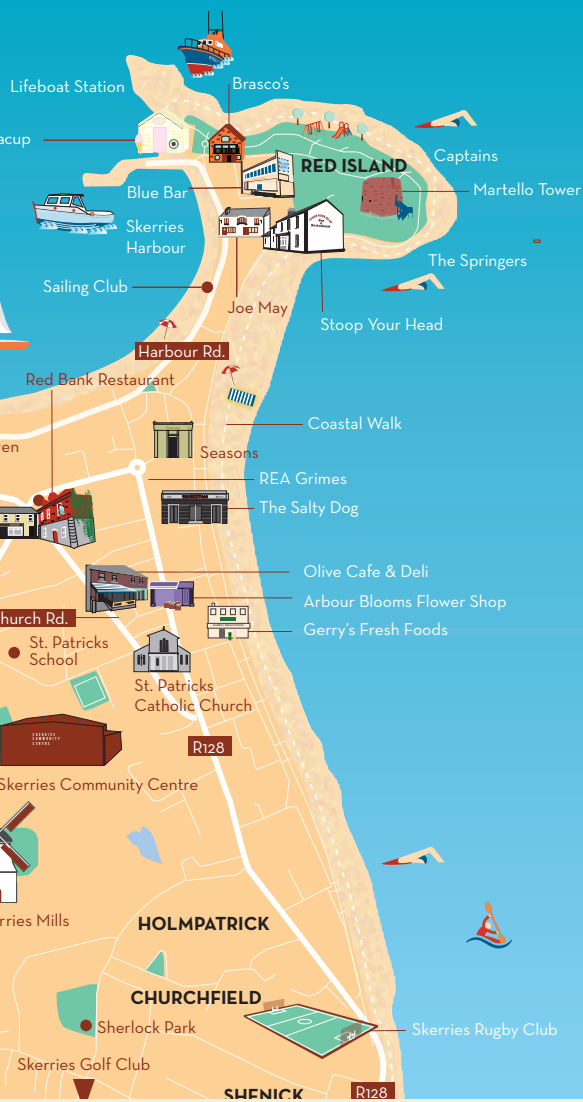 Lifeboat Station
Brasco's
acup
RED ISLAND
Captains
Martello Tower
Blue Bar
Skerries
Harbour
The Springers
Sailing Club
Joe May
Stoop Your Head
Harbour Rd.
Red Bank Restaurant
Coastal Walk
en
Seasons
REA Grimes
The Salty Dog
Olive Cafe & Deli
Arbour Blooms Flower Shop
hurch Rd.
Gerry's Fresh Foods
St. Patricks
School
St. Patricks
Catholic Church
R128
SKERRIES
COMMUNITY
CENTRE
Skerries Community Centre
rries Mills
HOLMPATRICK
CHURCHFIELD
Sherlock Park
Skerries Rugby Club
Skerries Golf Club
SHENICK
R128